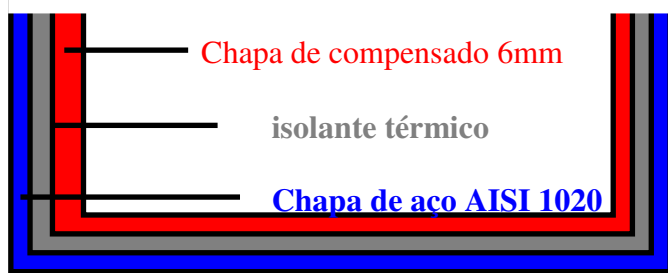 Chapa de compensado 6mm
isolante térmico
Chapa de aço AISI 1020